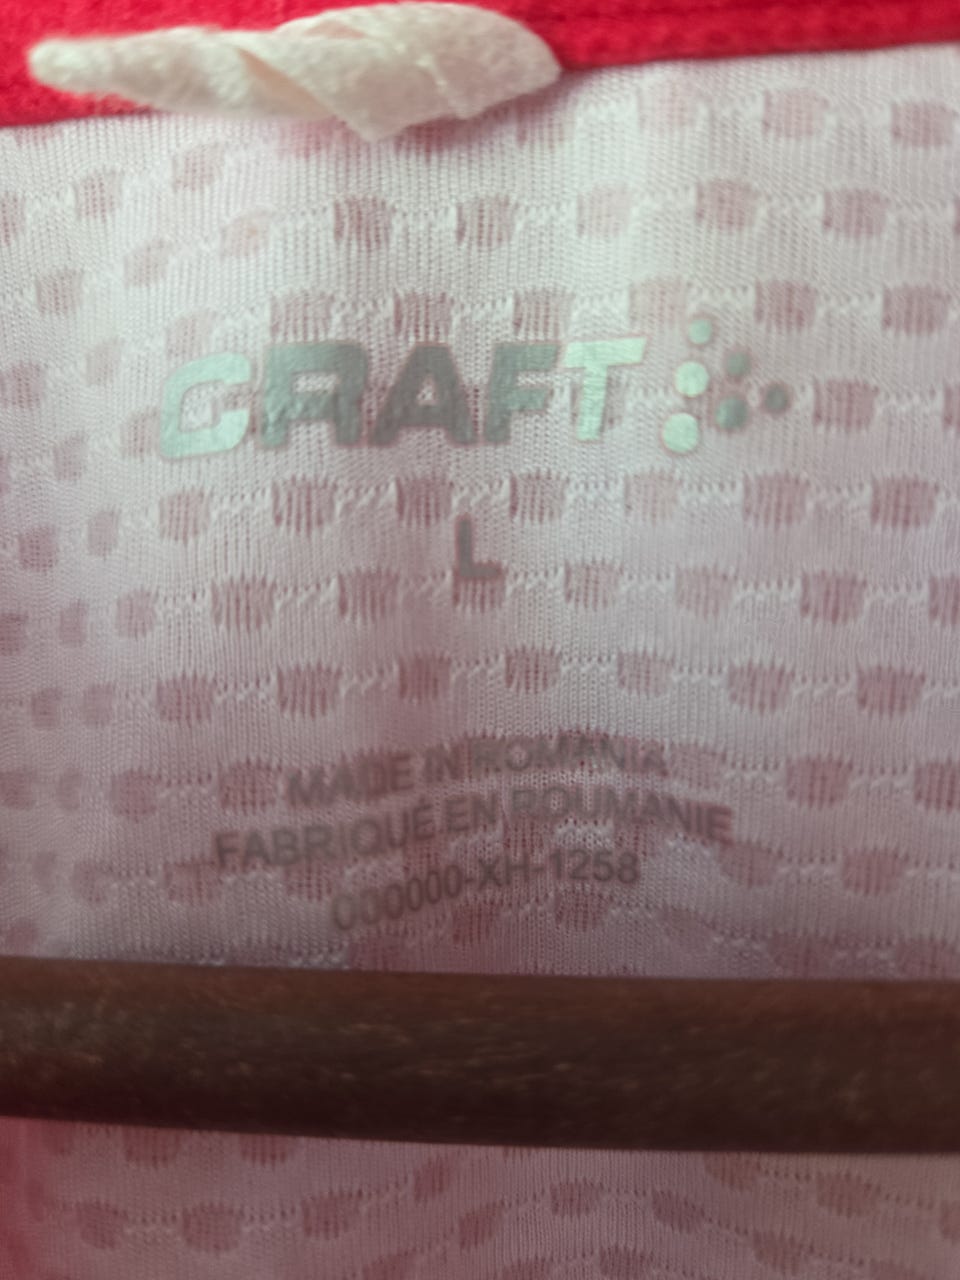 CRAFT
L
MADE IN ROMANIA
FABRIQUÉ EN ROUMANIE
000000-XH-1258